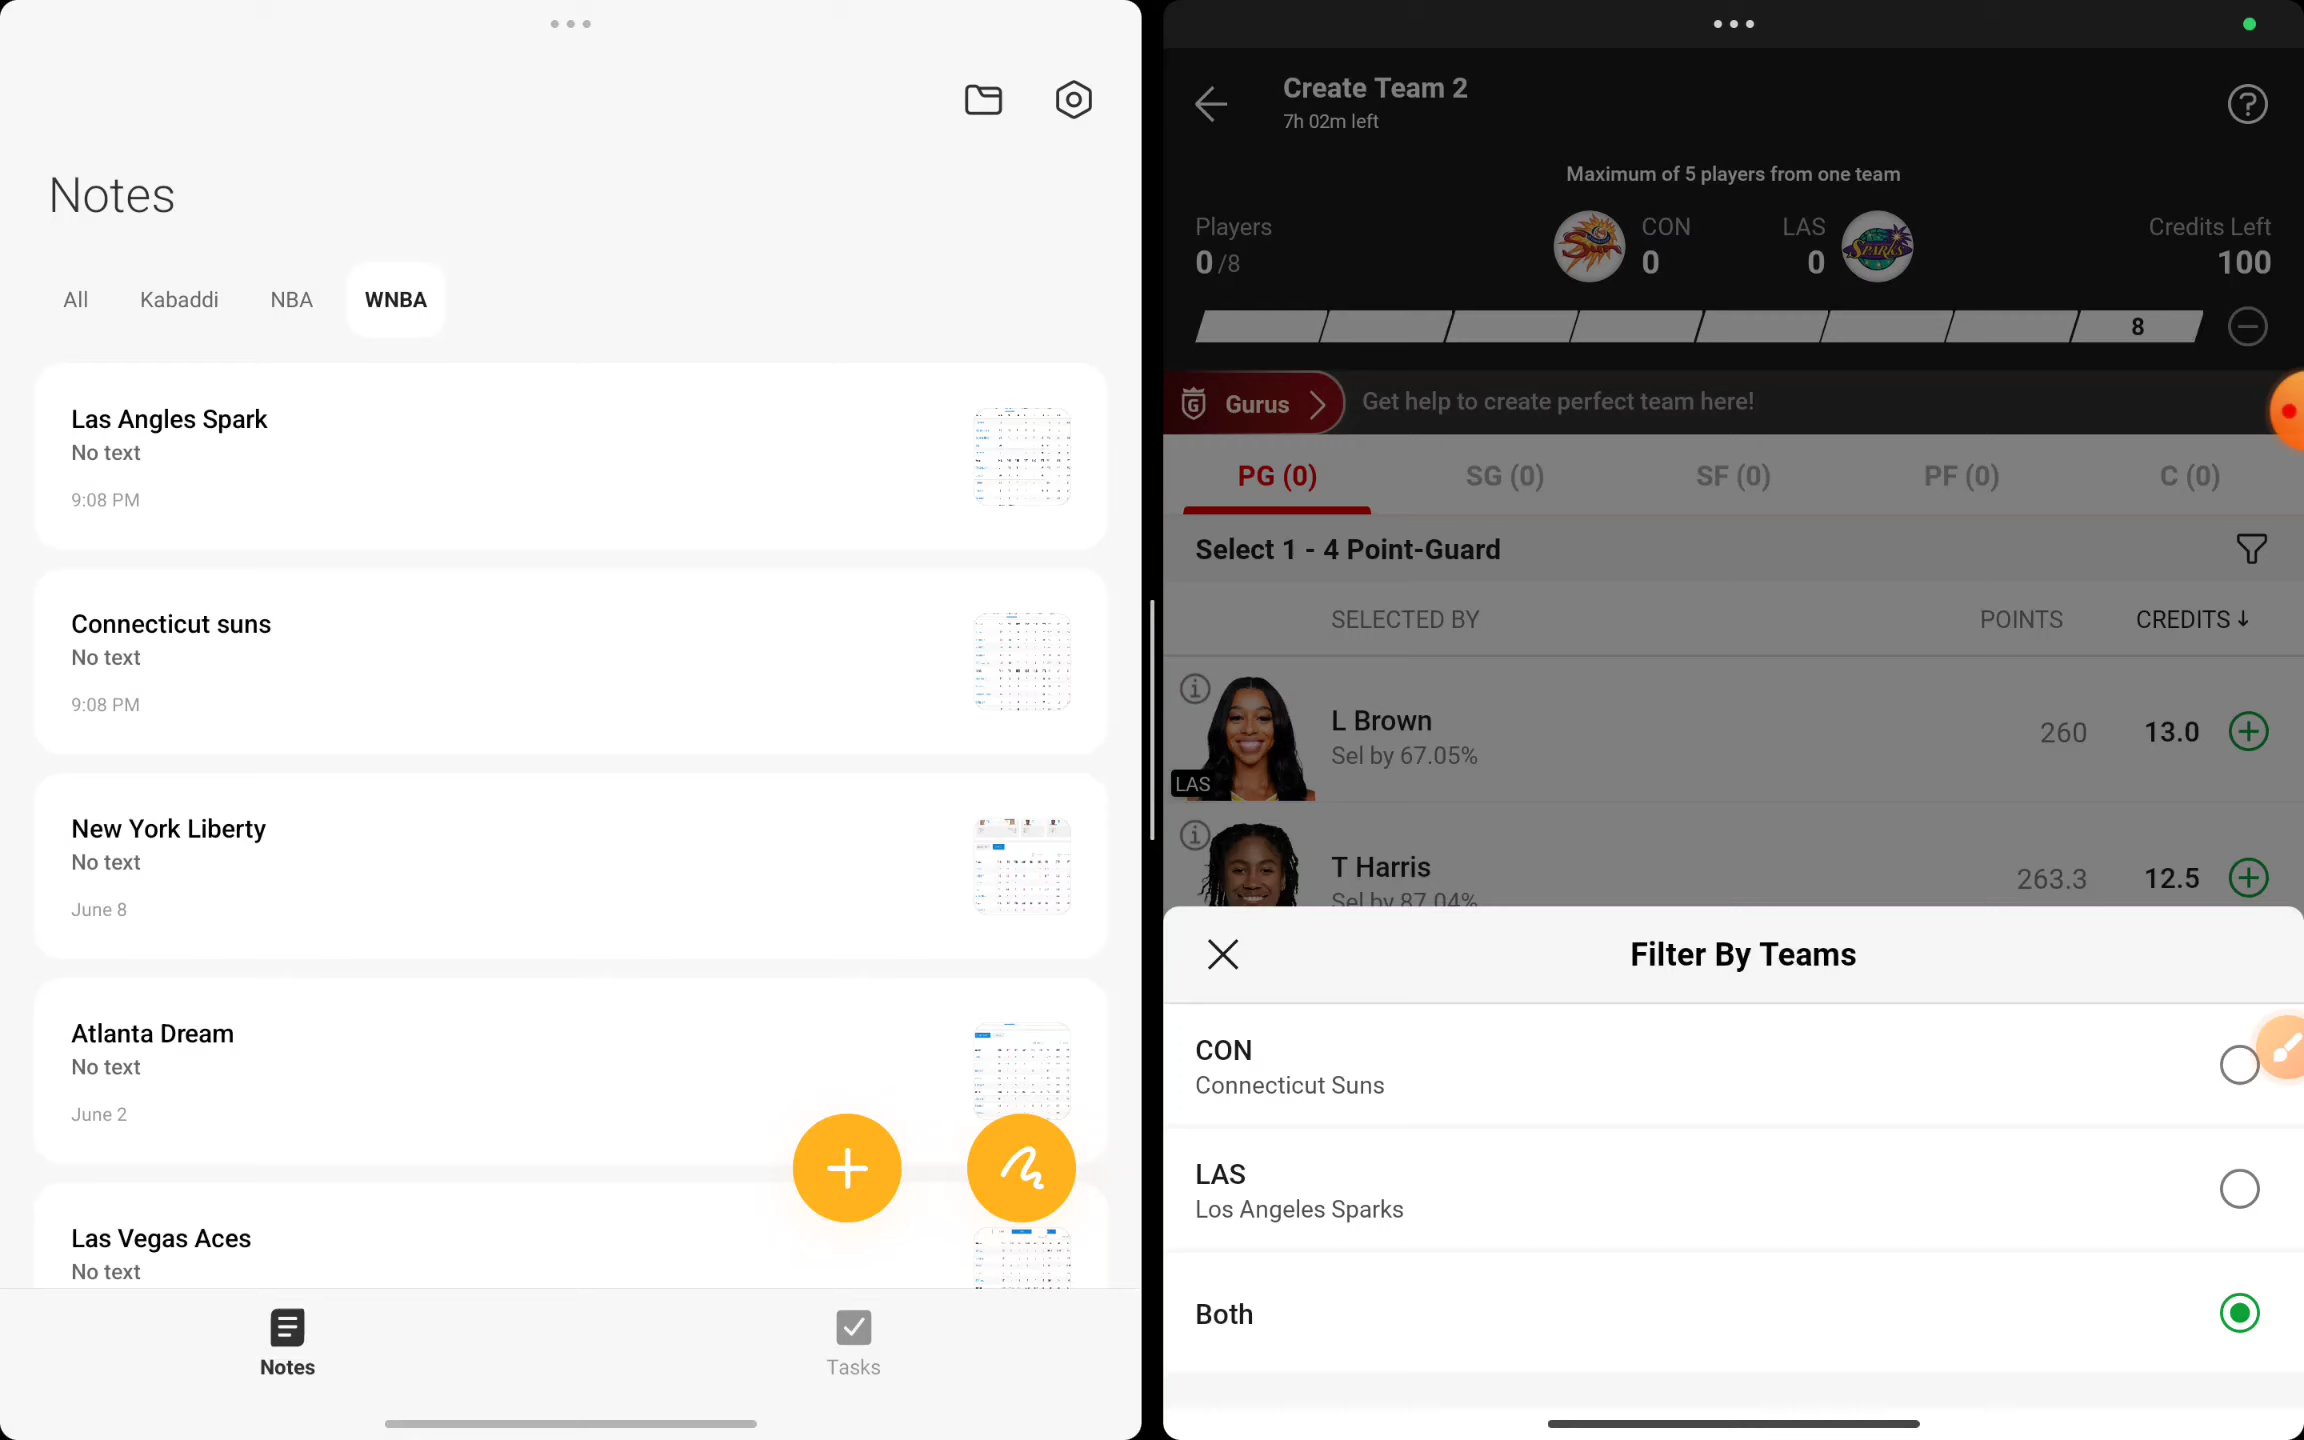 Notes
All
Kabaddi
NBA
WNBA
Las Angles Spark
No text
9:08 PM
Connecticut suns
No text
9:08 PM
New York Liberty
No text
June 8
Atlanta Dream
No text
June 2
Las Vegas Aces
No text
Notes
Tasks
Create Team 2
7h 02m left
Maximum of 5 players from one team
Players
0/8
CON
0
LAS
0
SPARKS
Credits Left
100
8
Gurus
Get help to create perfect team here!
PG (0)
SG (0)
SF (0)
PF (0)
C (0)
Select 1 - 4 Point-Guard
SELECTED BY
POINTS
CREDITS ↓
L Brown
Sel by 67.05%
LAS
260
13.0
T Harris
Sel by 87.04%
263.3
12.5
Filter By Teams
CON
Connecticut Suns
LAS
Los Angeles Sparks
Both